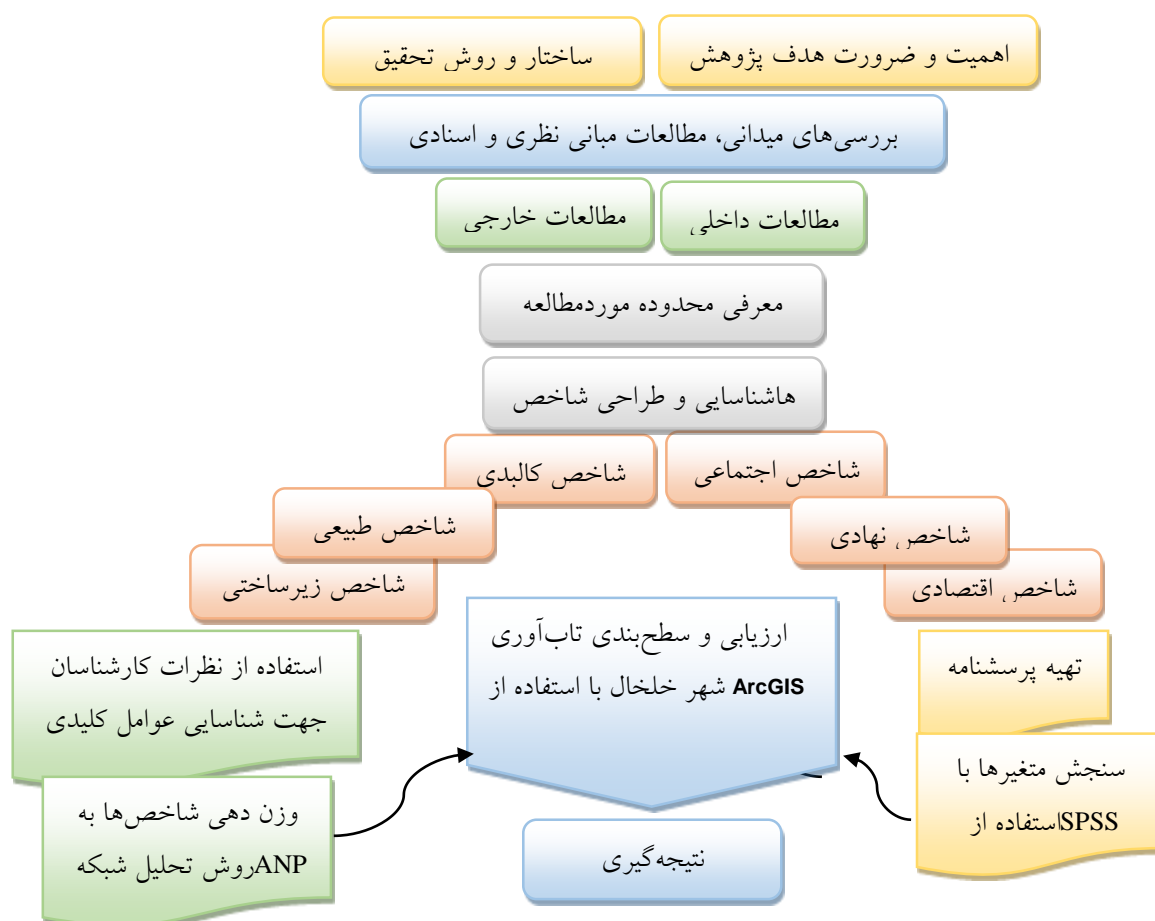 اهمیت و ضرورت هدف پژوهش
ساختار و روش تحقیق
بررسی‌های میدانی، مطالعات مبانی نظری و اسنادی
مطالعات داخلی
مطالعات خارجی
معرفی محدوده موردمطالعه
هاشناسایی و طراحی شاخص
شاخص اجتماعی
شاخص کالبدی
شاخص نهادی
شاخص طبیعی
شاخص اقتصادی
شاخص زیرساختی
تهیه پرسشنامه
سنجش متغیرها با
SPSSاستفاده از
ارزیابی و سطح‌بندی تاب‌آوری
ArcGIS شهر خلخال با استفاده از
استفاده از نظرات کارشناسان
جهت شناسایی عوامل کلیدی
وزن دهی شاخص‌ها به
ANPروش تحلیل شبکه
نتیجه‌گیری